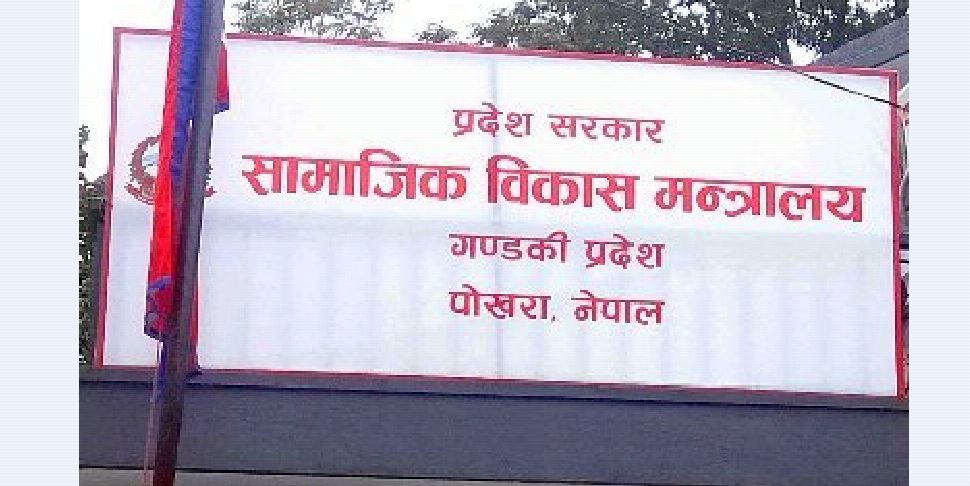 प्रदेश सरकार
सामाजिक विकास मन्त्रालय
गण्डकी प्रदेश
पोखरा, नेपाल